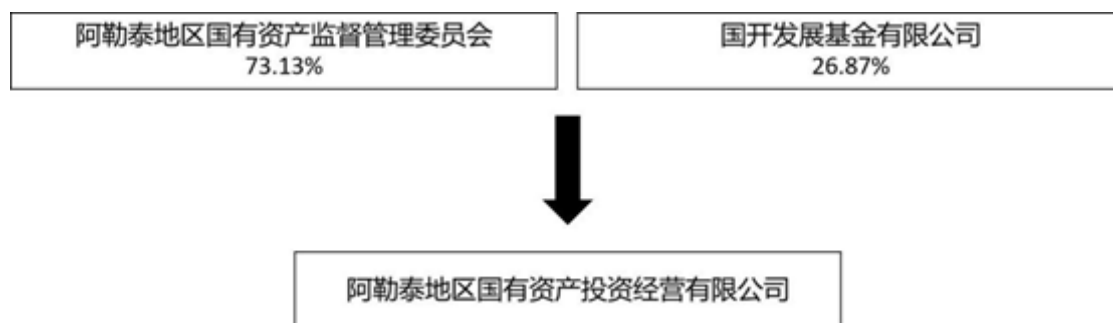 阿勒泰地区国有资产监督管理委员会
73.13%
国开发展基金有限公司
26.87%
阿勒泰地区国有资产投资经营有限公司